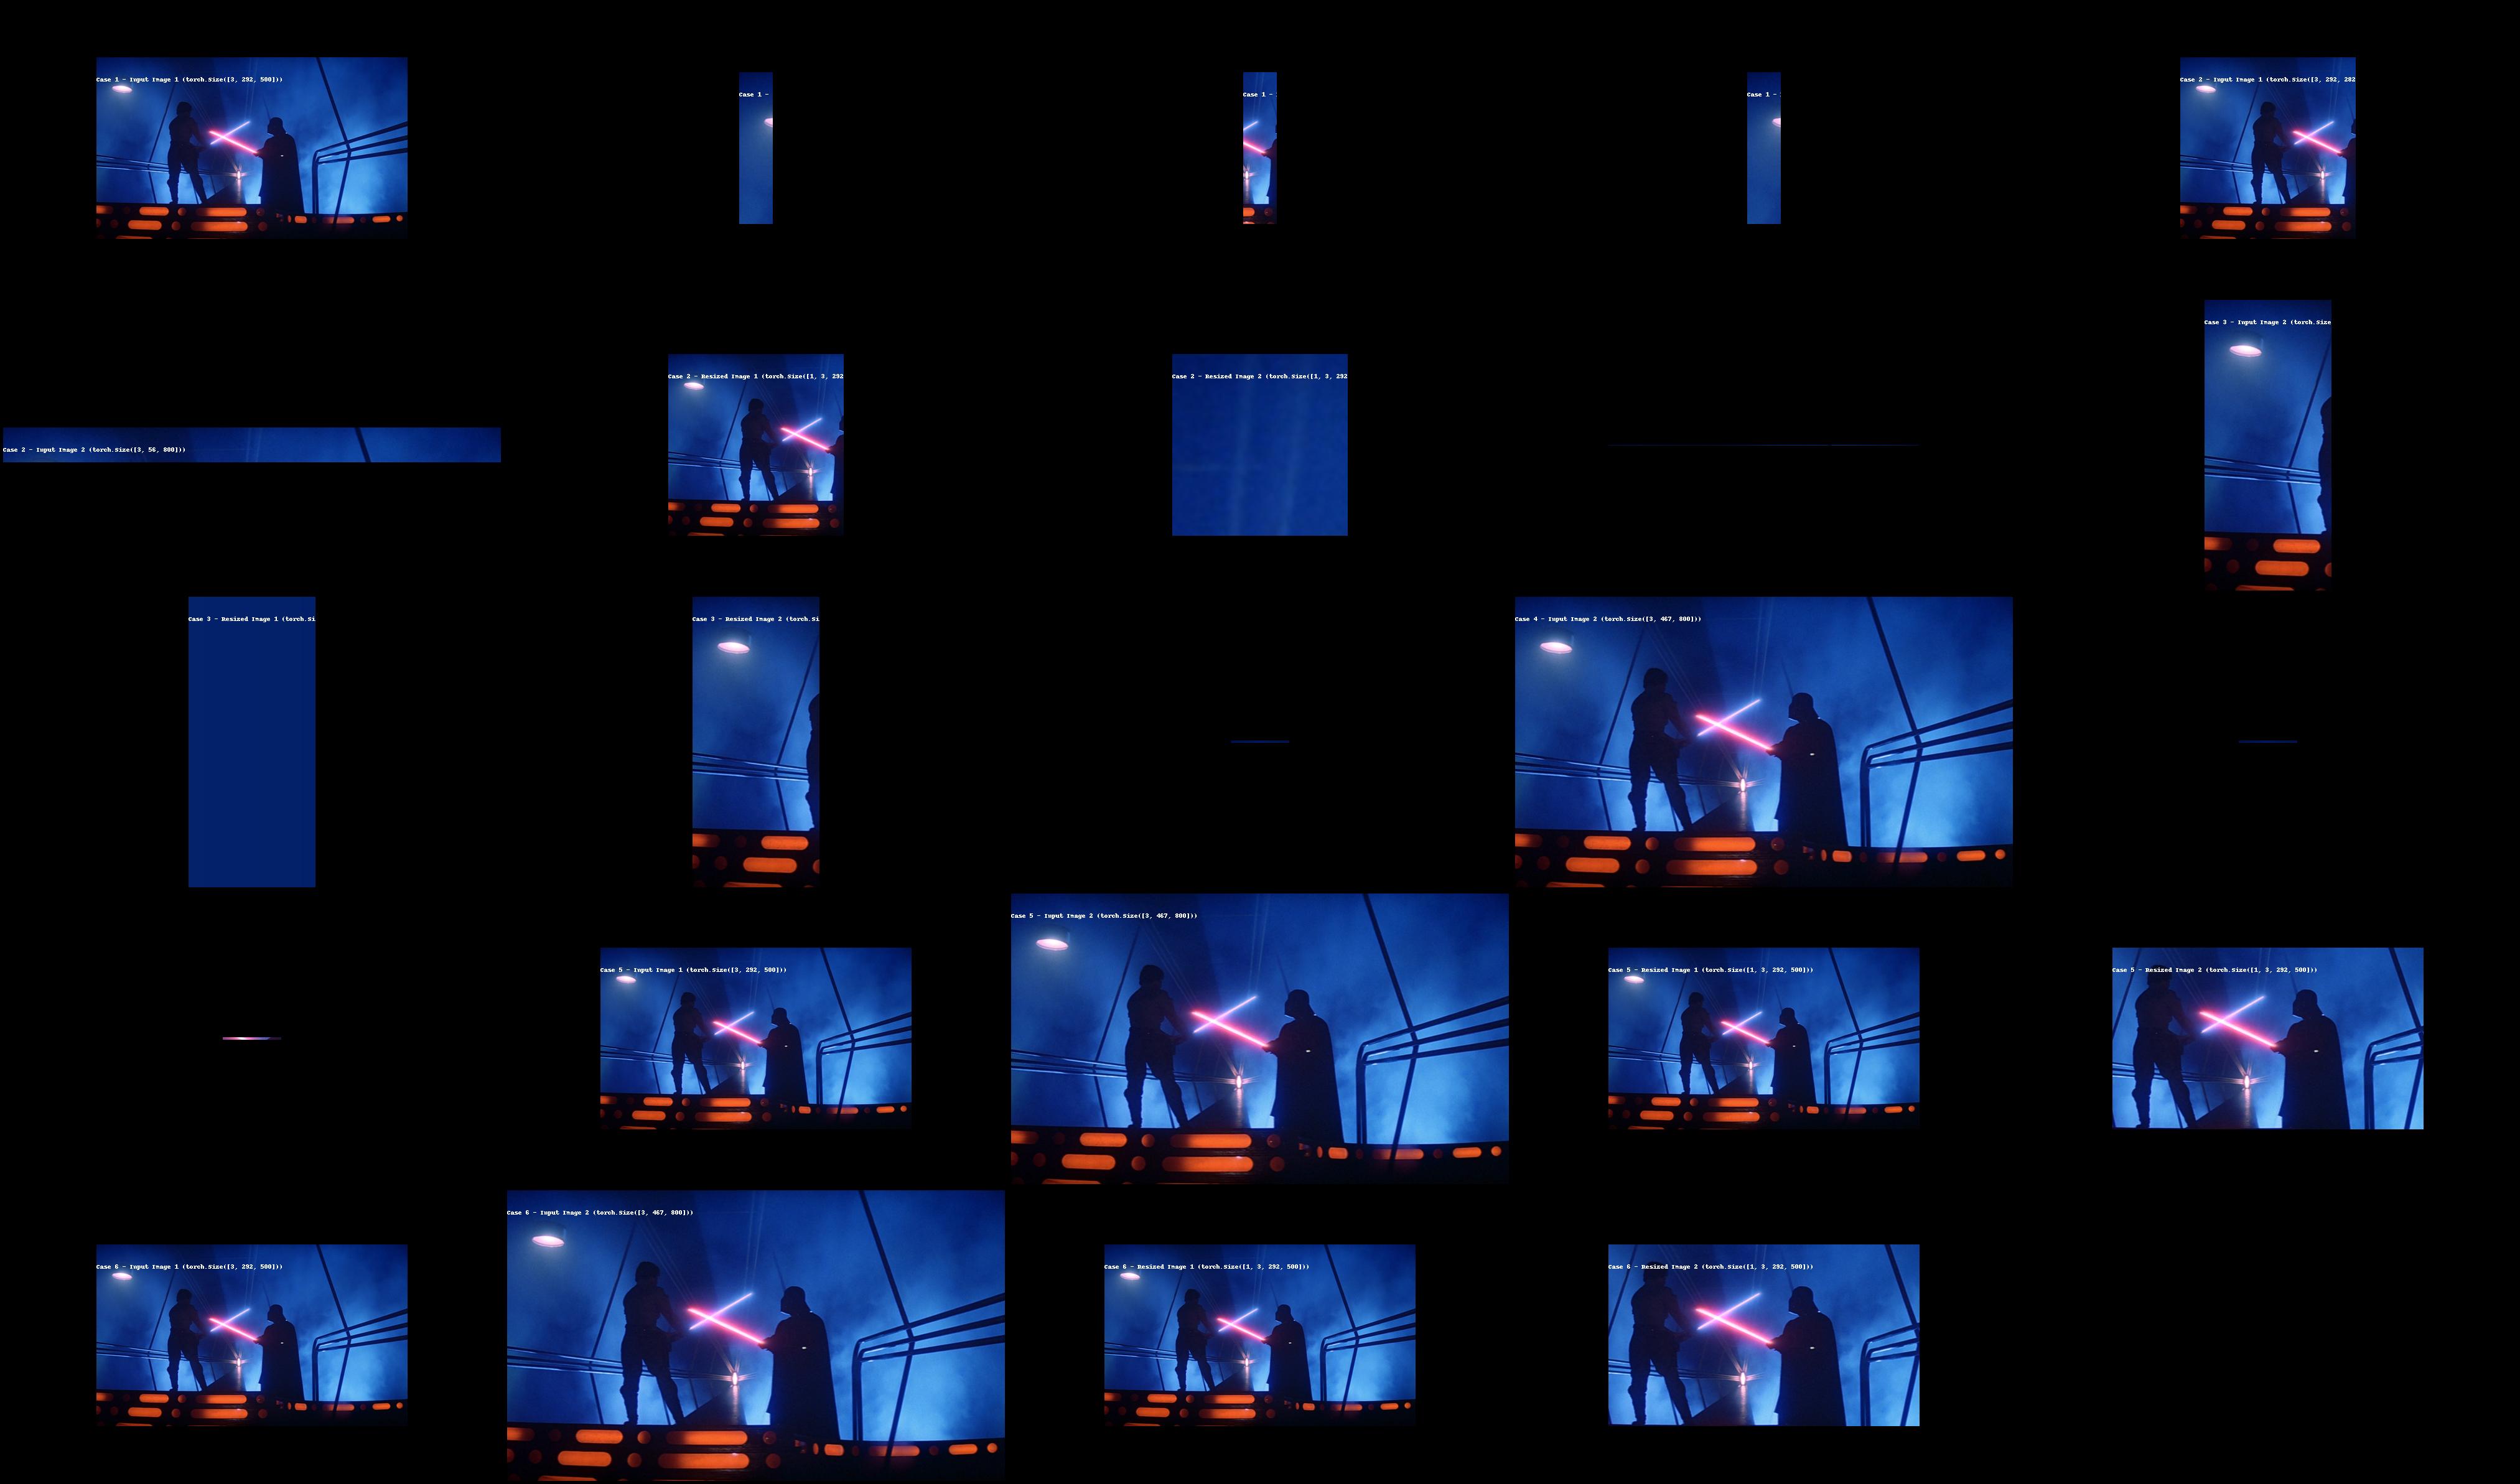 Case 1 - Input Image 1 (torch.Size([3, 292, 500]))
Case 1 -
Case 1 -
Case 1 -
Case 2 - Input Image 1 (torch.Size([3, 292, 282
Case 2 - Input Image 2 (torch.Size([3, 56, 800]))
Case 2 - Resized Image 1 (torch.Size([1, 3, 292
Case 2 - Resized Image 2 (torch.Size([1, 3, 292
Case 3 - Input Image 2 (torch.Size
Case 3 - Resized Image 1 (torch.Si
Case 3 - Resized Image 2 (torch.Si
Case 4 - Input Image 2 (torch.Size([3, 467, 800]))
Case 5 - Input Image 1 (torch.Size([3, 292, 500]))
Case 5 - Input Image 2 (torch.Size([3, 467, 800]))
Case 5 - Resized Image 1 (torch.Size([1, 3, 292, 500]))
Case 5 - Resized Image 2 (torch.Size([1, 3, 292, 500]))
Case 6 - Input Image 1 (torch.Size([3, 292, 500]))
Case 6 - Input Image 2 (torch.Size([3, 467, 800]))
Case 6 - Resized Image 1 (torch.Size([1, 3, 292, 500]))
Case 6 - Resized Image 2 (torch.Size([1, 3, 292, 500]))